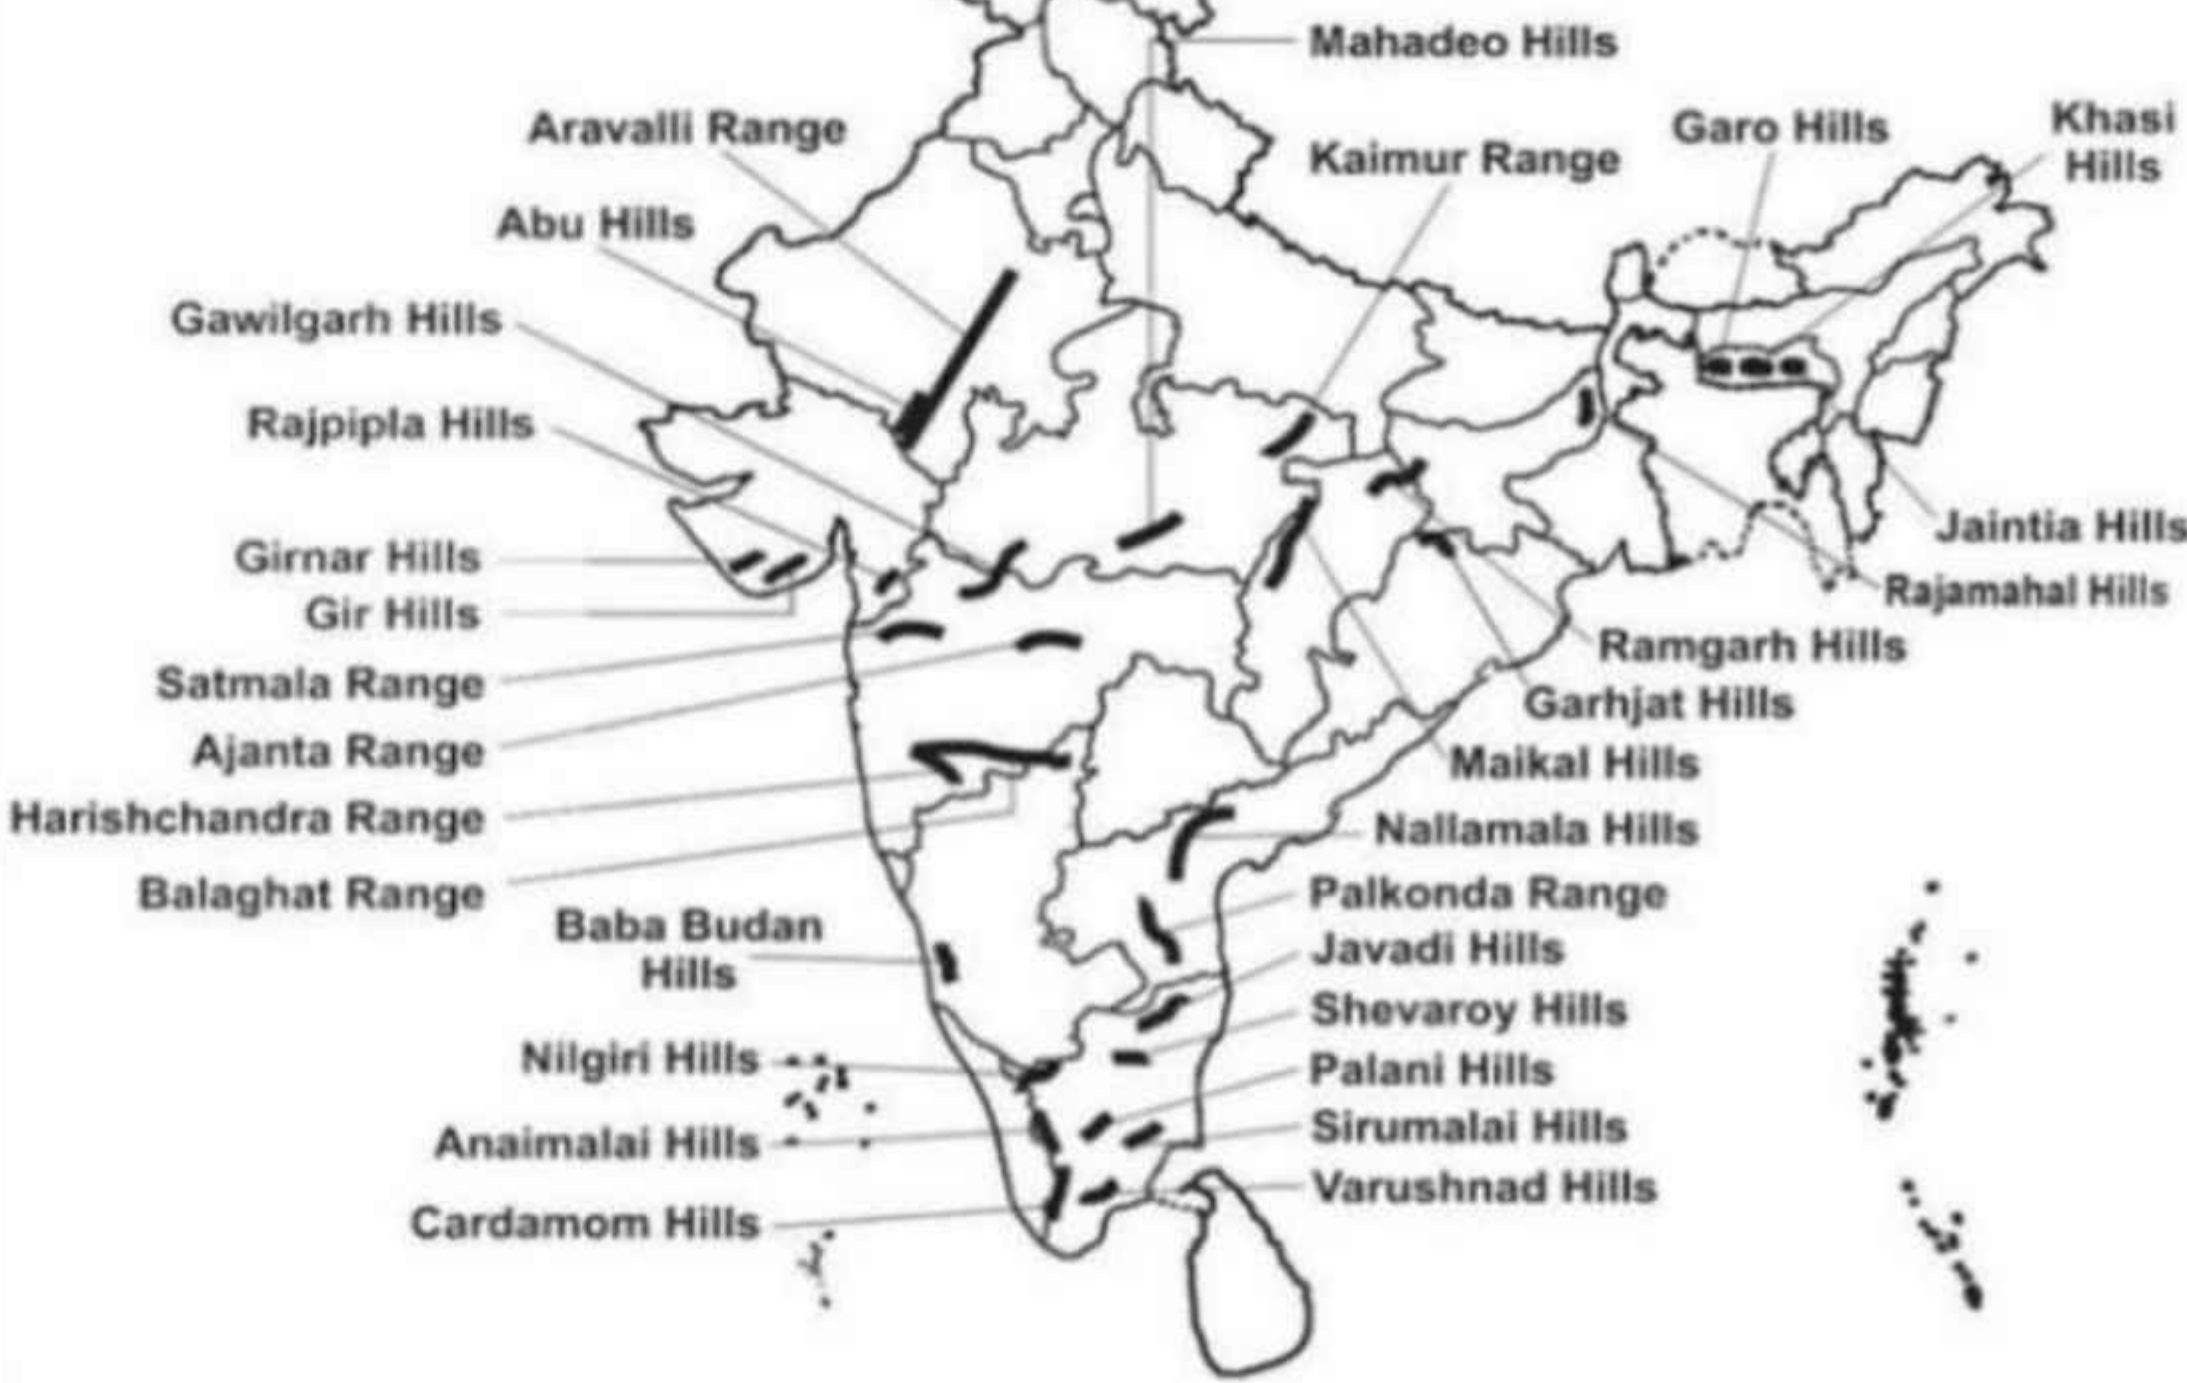 Mahadeo Hills
Aravalli Range
Garo Hills
Khasi
Hills
Kaimur Range
Abu Hills
Gawilgarh Hills
Rajpipla Hills
Jaintia Hills
Girnar Hills
Rajamahal Hills
Gir Hills
Ramgarh Hills
Satmala Range
Garhjat Hills
Ajanta Range
Maikal Hills
Harishchandra Range
Nallamala Hills
Balaghat Range
Palkonda Range
Baba Budan
Hills
Javadi Hills
Shevaroy Hills
Nilgiri Hills
Palani Hills
Anaimalai Hills
Sirumalai Hills
Varushnad Hills
Cardamom Hills